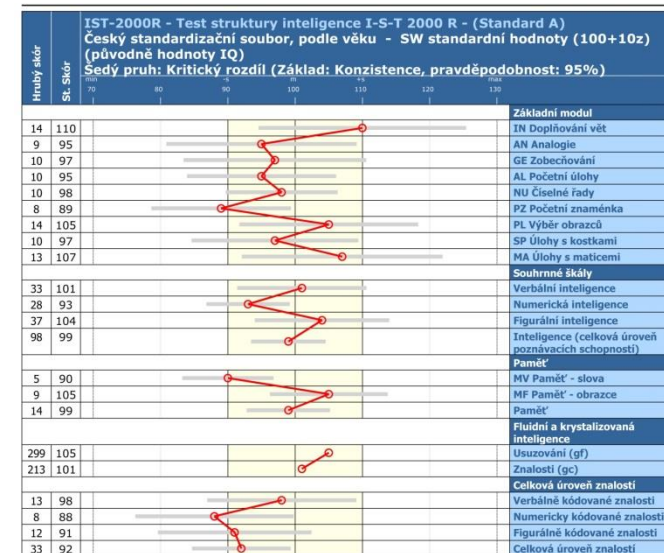 IST-2000R - Test struktury inteligence I-S-T 2000 R - (Standard A)
Český standardizační soubor, podle věku - SW standardní hodnoty (100+10z)
(původně hodnoty IQ)
Šedý pruh: Kritický rozdíl (Základ: Konzistence, pravděpodobnost: 95%)
Hrubý skór
St. Skór
min -s m +s max
70 80 90 100 110 120 130
Základní modul
14 110 IN Doplňování vět
9 95 AN Analogie
10 97 GE Zobecňování
10 95 AL Početní úlohy
10 98 NU Číselné řady
8 89 PZ Početní znaménka
14 105 PL Výběr obrazců
10 97 SP Úlohy s kostkami
13 107 MA Úlohy s maticemi
Souhrnné škály
33 101 Verbální inteligence
28 93 Numerická inteligence
37 104 Figurální inteligence
98 99 Inteligence (celková úroveň
poznávacích schopností)
Paměť
5 90 MV Paměť - slova
9 105 MF Paměť - obrazce
14 99 Paměť
Fluidní a krystalizovaná
inteligence
299 105 Usuzování (gf)
213 101 Znalosti (gc)
Celková úroveň znalostí
13 98 Verbálně kódované znalosti
8 88 Numericky kódované znalosti
12 91 Figurálně kódované znalosti
33 92 Celková úroveň znalostí